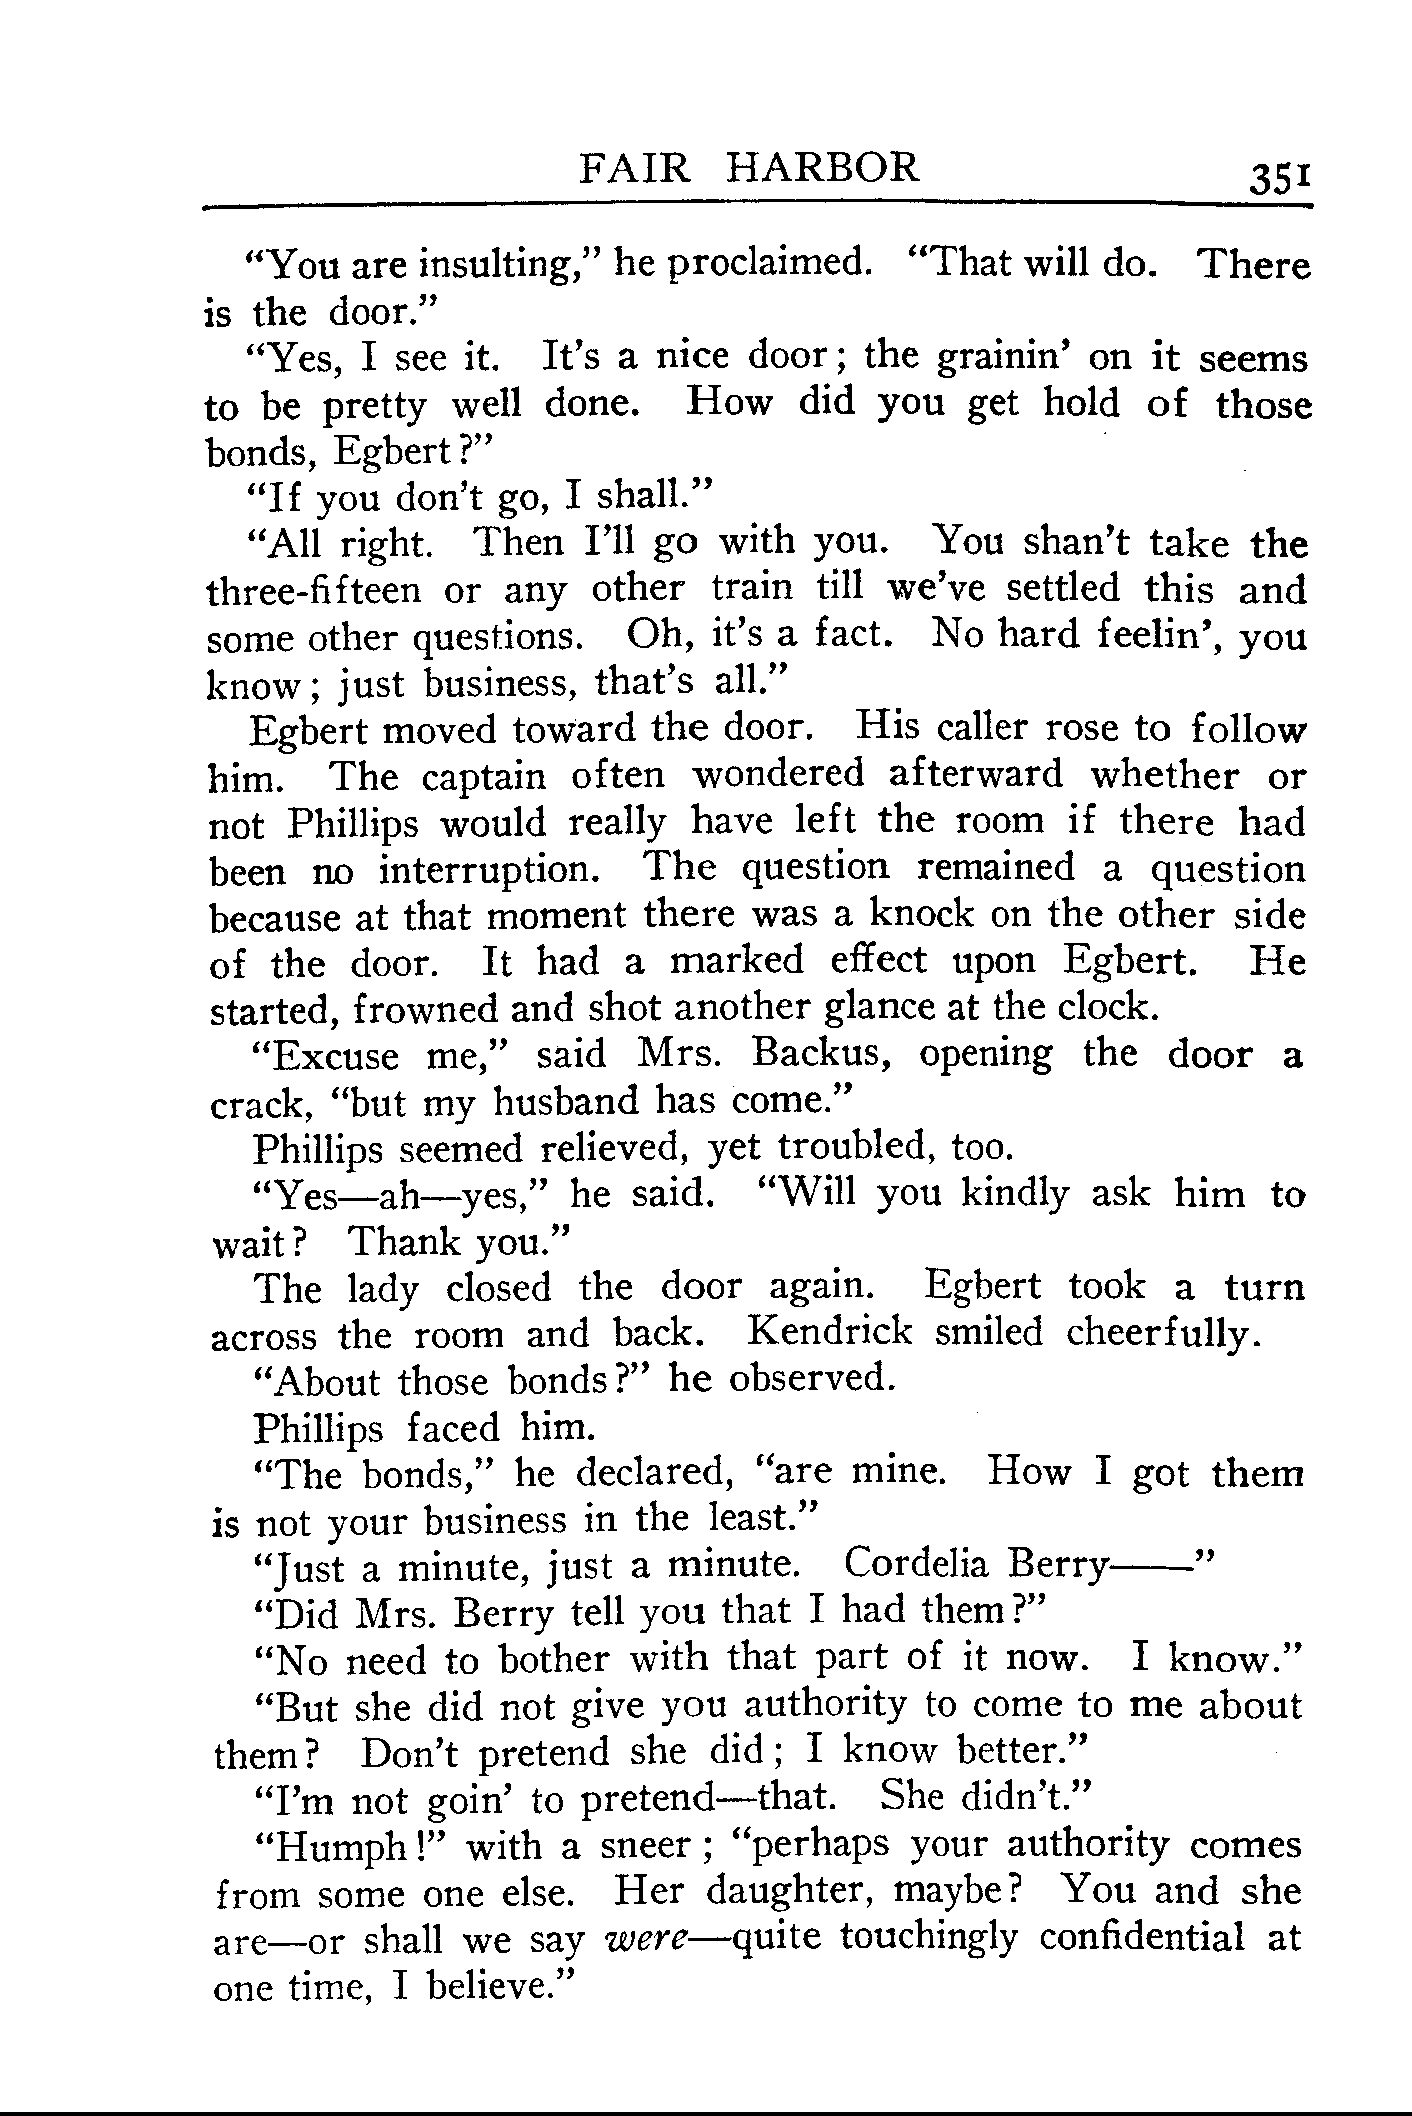 FAIR HARBOR 351
“You are insulting,” he proclaimed. “That will do. There
is the door.”
“Yes, I see it. It’s a nice door; the grainin’ on it seems
to be pretty well done. How did you get hold of those
bonds, Egbert?”
“If you don’t go, I shall.”
“All right. Then I’ll go with you. You shan’t take the
three-fifteen or any other train till we’ve settled this and
some other questions. Oh, it’s a fact. No hard feelin’, you
know; just business, that’s all.”
Egbert moved toward the door. His caller rose to follow
him. The captain often wondered afterward whether or
not Phillips would really have left the room if there had
been no interruption. The question remained a question
because at that moment there was a knock on the other side
of the door. It had a marked effect upon Egbert. He
started, frowned and shot another glance at the clock.
“Excuse me,” said Mrs. Backus, opening the door a
crack, “but my husband has come.”
Phillips seemed relieved, yet troubled, too.
“Yes—ah—yes,” he said. “Will you kindly ask him to
wait? Thank you.”
The lady closed the door again. Egbert took a turn
across the room and back. Kendrick smiled cheerfully.
“About those bonds?” he observed.
Phillips faced him.
“The bonds,” he declared, “are mine. How I got them
is not your business in the least.”
“Just a minute, just a minute. Cordelia Berry——”
“Did Mrs. Berry tell you that I had them?”
“No need to bother with that part of it now. I know.”
“But she did not give you authority to come to me about
them? Don’t pretend she did; I know better.”
“I’m not goin’ to pretend—that. She didn’t.”
“Humph!” with a sneer; “perhaps your authority comes
from some one else. Her daughter, maybe? You and she
are—or shall we say were—quite touchingly confidential at
one time, I believe.”